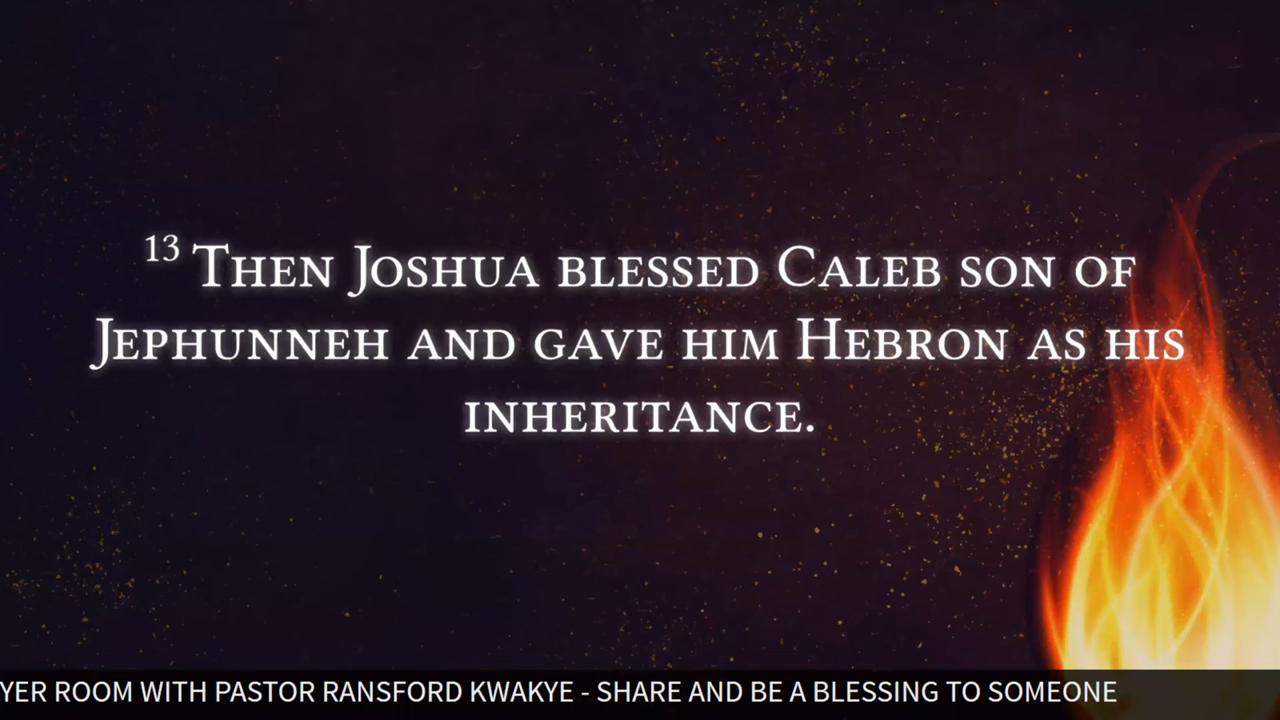 13 Then Joshua blessed Caleb son of
Jephunneh and gave him Hebron as his
inheritance.
YER ROOM WITH PASTOR RANSFORD KWAKYE - SHARE AND BE A BLESSING TO SOMEONE